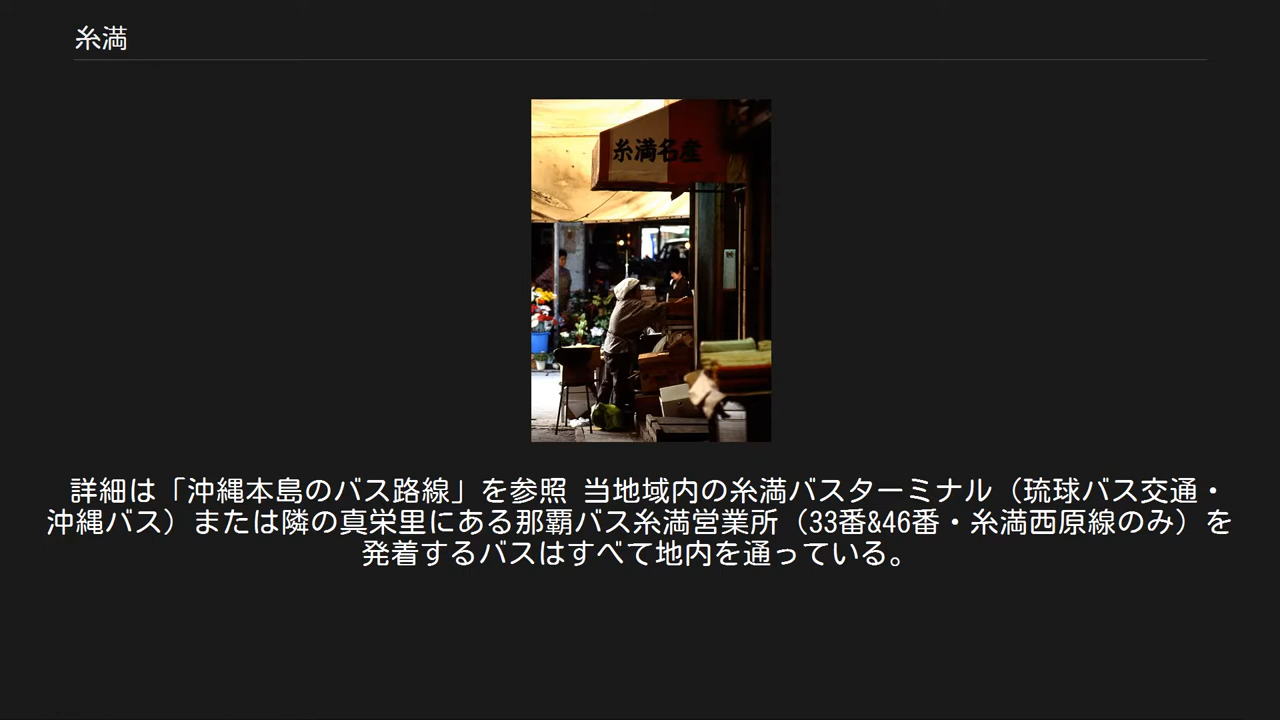 糸満
糸満名産
詳細は「沖縄本島のバス路線」を参照 当地域内の糸満バスターミナル（琉球バス交通・
沖縄バス）または隣の真栄里にある那覇バス糸満営業所（33番&46番・糸満西原線のみ）を
発着するバスはすべて地内を通っている。